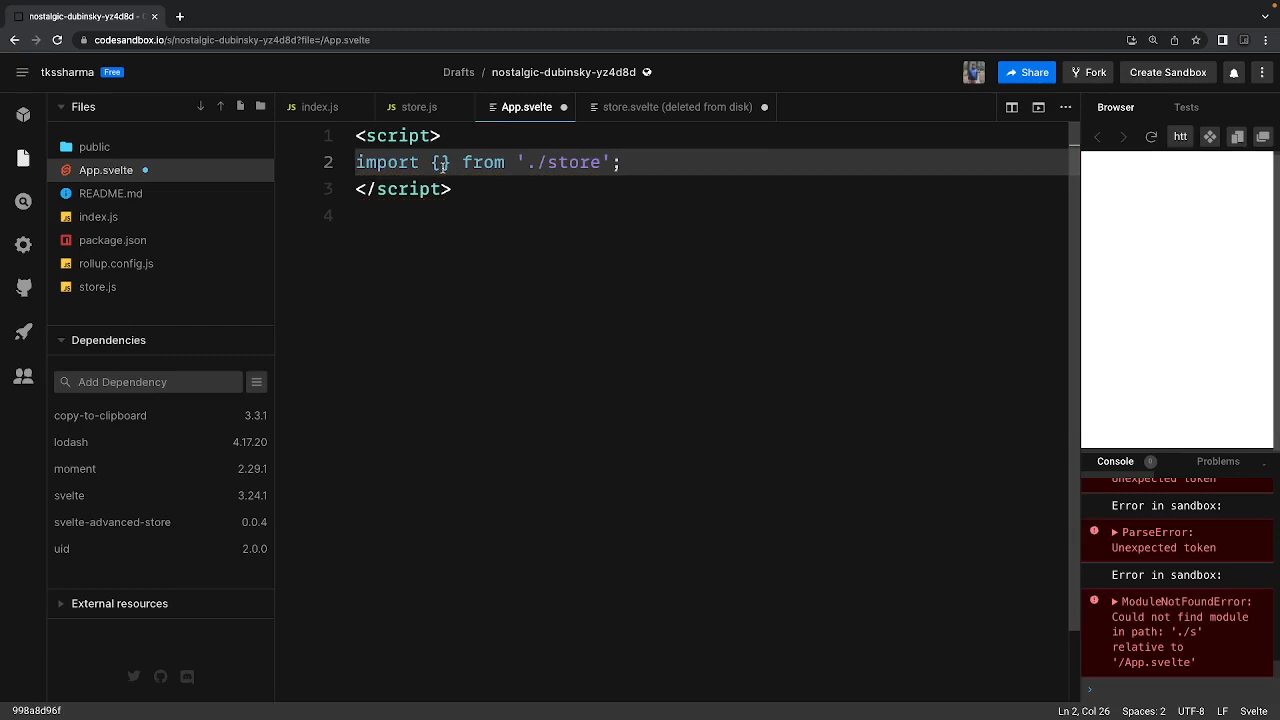 nostalgic-dubinsky-yz4d8d - C
codesandbox.io/s/nostalgic-dubinsky-yz4d8d?file=/App.svelte
tkssharma Free
Drafts / nostalgic-dubinsky-yz4d8d
Share
Fork
Create Sandbox
Files
index.js
store.js
App.svelte
store.svelte (deleted from disk)
Browser
Tests
public
App.svelte
README.md
index.js
package.json
rollup.config.js
store.js
1 <script>
2 import {} from './store';
3 </script>
4
htt
Dependencies
Add Dependency
copy-to-clipboard 3.3.1
lodash 4.17.20
moment 2.29.1
svelte 3.24.1
svelte-advanced-store 0.0.4
uid 2.0.0
External resources
Console 0
Problems
Unexpected token
Error in sandbox:
ParseError:
Unexpected token
Error in sandbox:
ModuleNotFoundError:
Could not find module
in path: './s'
relative to
'/App.svelte'
998a8d96f
Ln 2, Col 26
Spaces: 2
UTF-8
LF
Svelte